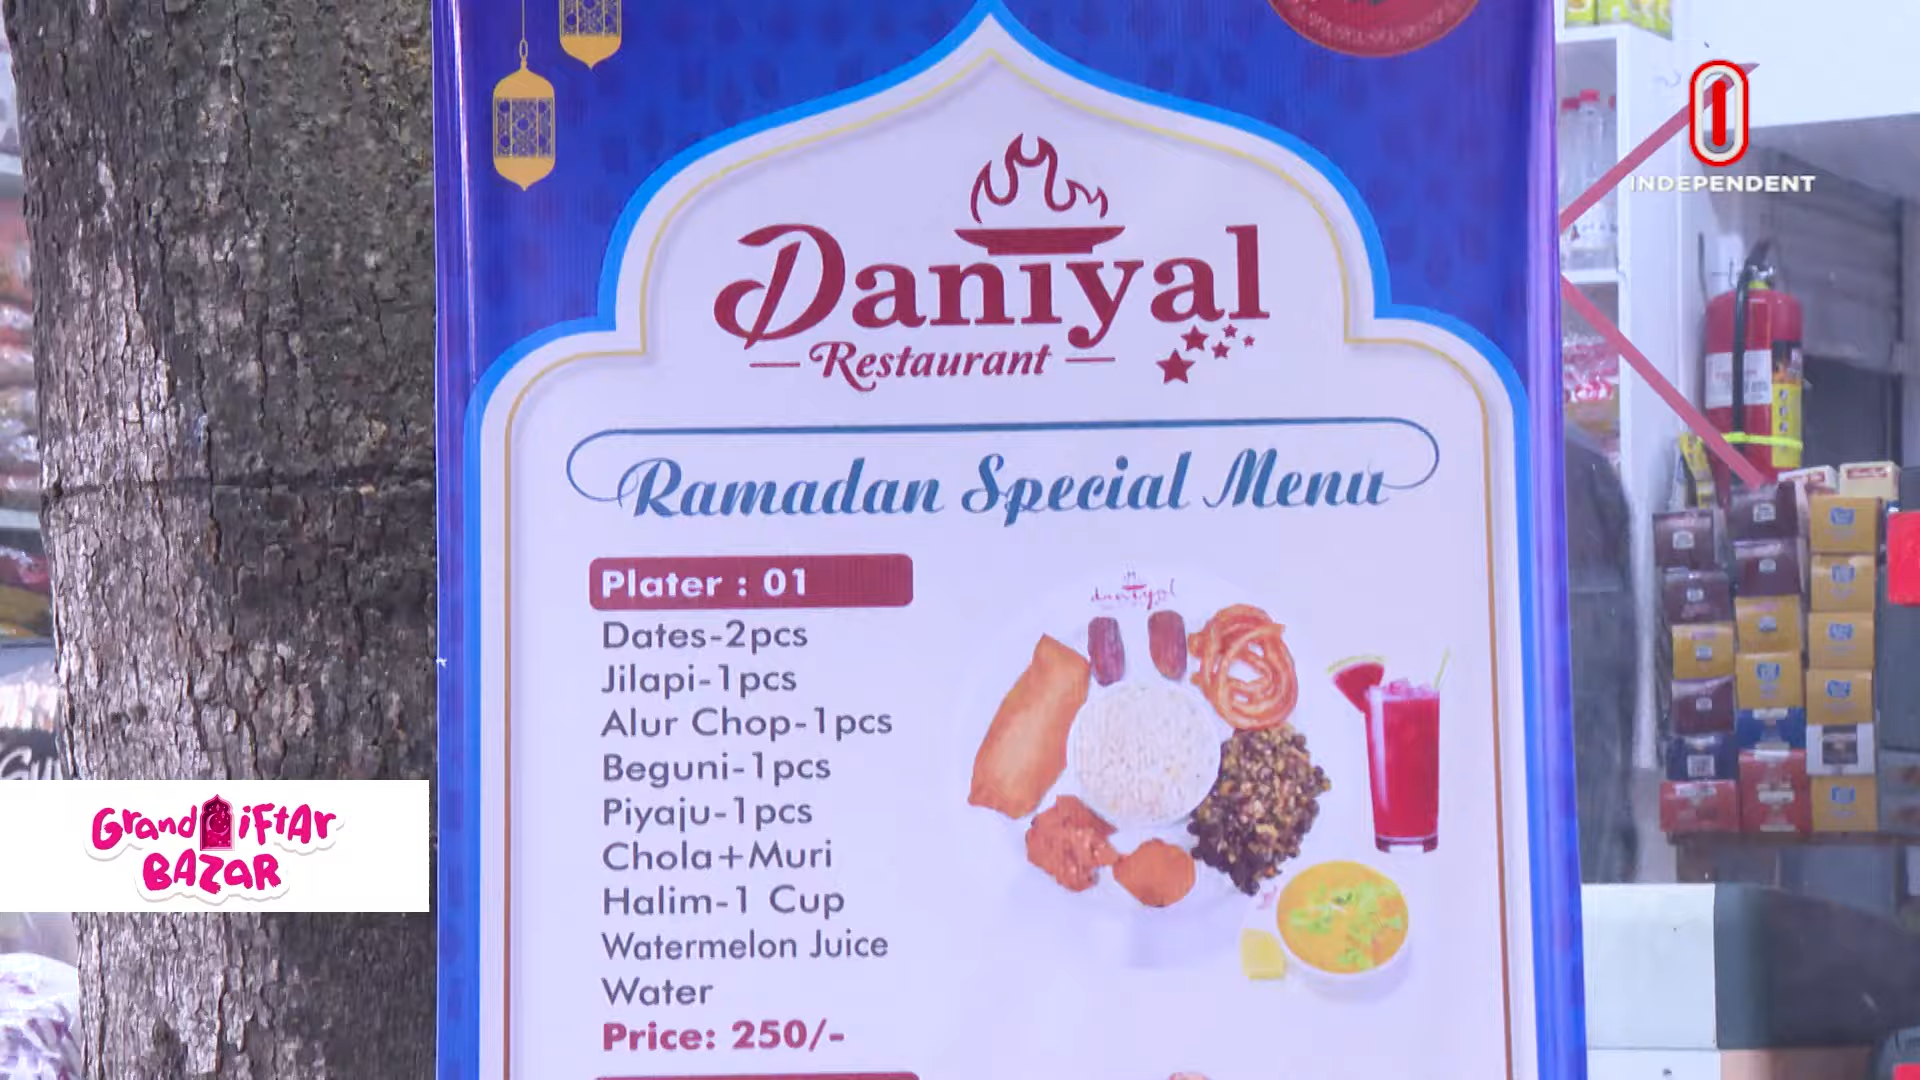 INDEPENDENT
Daniyal
Restaurant
Ramadan Special Menu
Plater : 01
Dates-2pcs
Jilapi-1pcs
Alur Chop-1pcs
Beguni-1pcs
Piyaju-1pcs
Chola+Muri
Halim-1 Cup
Watermelon Juice
Water
Price: 250/-
daniyal
Grand iftar
Bazar